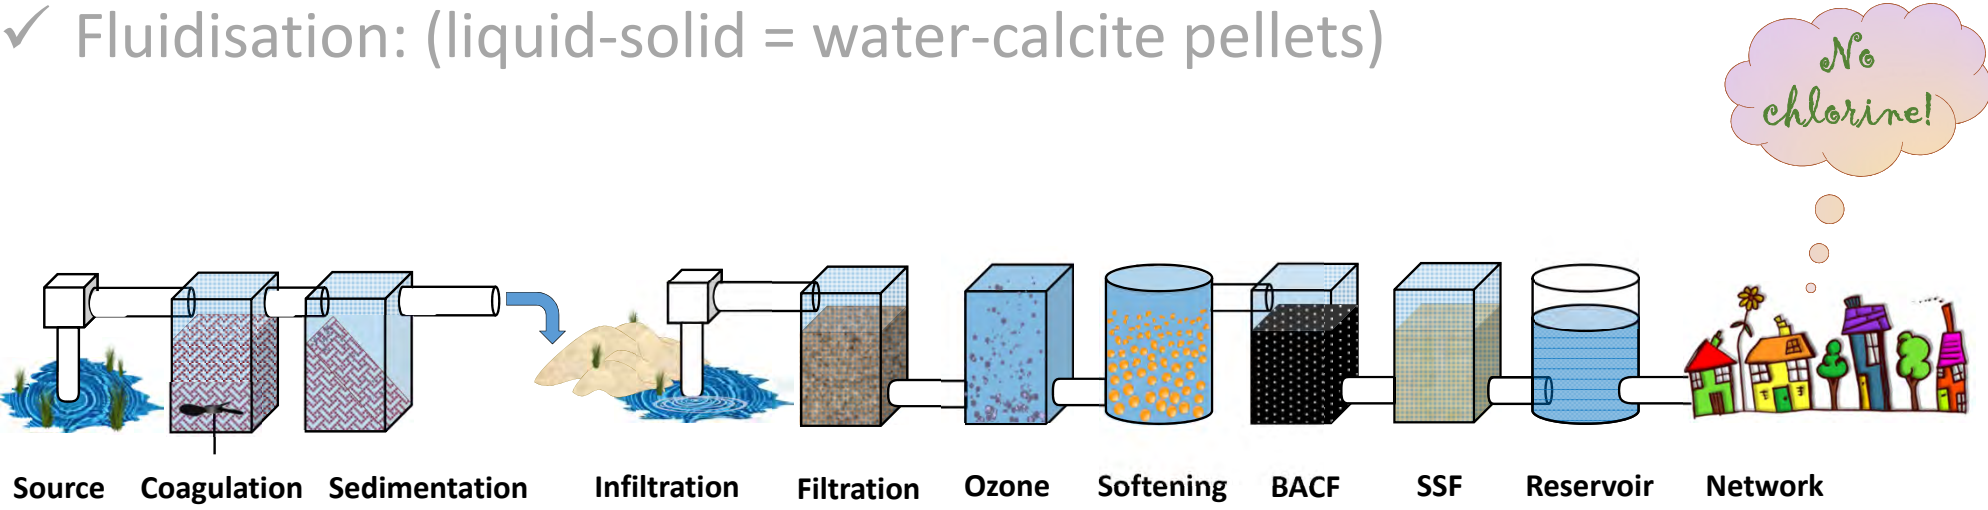 ✓ Fluidisation: (liquid-solid = water-calcite pellets)
No
chlorine!
Source Coagulation Sedimentation Infiltration Filtration Ozone Softening BACF SSF Reservoir Network